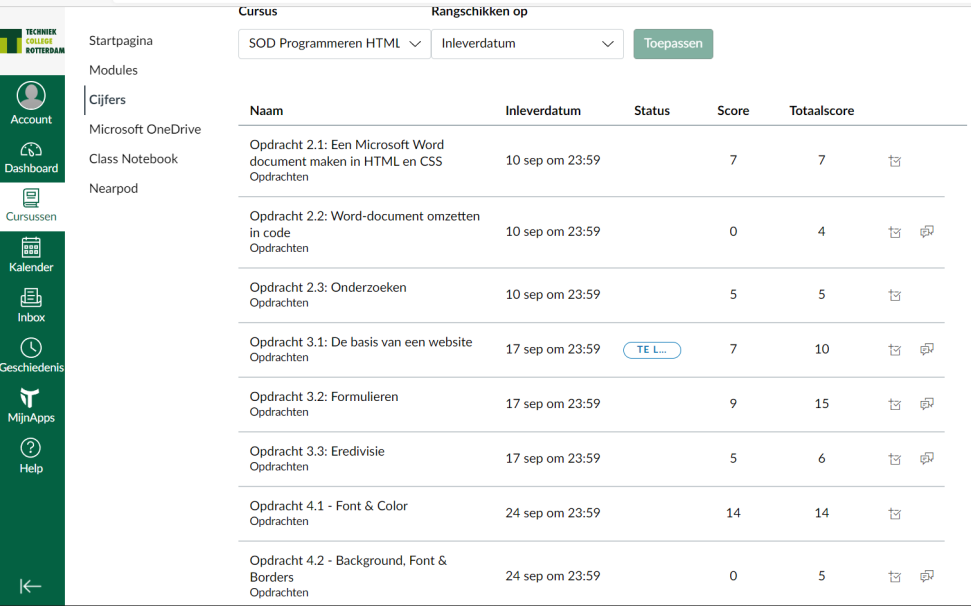 Cursus Rangschikken op
TECHNIEK
COLLEGE
ROTTERDAM
SOD Programmeren HTML Inleverdatum Toepassen
Startpagina
Modules
Cijfers
Microsoft OneDrive
Class Notebook
Nearpod
Account
Dashboard
Cursussen
Kalender
Inbox
Geschiedenis
MijnApps
Help
Naam Inleverdatum Status Score Totaalscore
Opdracht 2.1: Een Microsoft Word
document maken in HTML en CSS 10 sep om 23:59 7 7
Opdrachten
Opdracht 2.2: Word-document omzetten
in code 10 sep om 23:59 0 4
Opdrachten
Opdracht 2.3: Onderzoeken 10 sep om 23:59 5 5
Opdrachten
Opdracht 3.1: De basis van een website 17 sep om 23:59 TE L... 7 10
Opdrachten
Opdracht 3.2: Formulieren 17 sep om 23:59 9 15
Opdrachten
Opdracht 3.3: Eredivisie 17 sep om 23:59 5 6
Opdrachten
Opdracht 4.1 - Font & Color 24 sep om 23:59 14 14
Opdrachten
Opdracht 4.2 - Background, Font &
Borders 24 sep om 23:59 0 5
Opdrachten